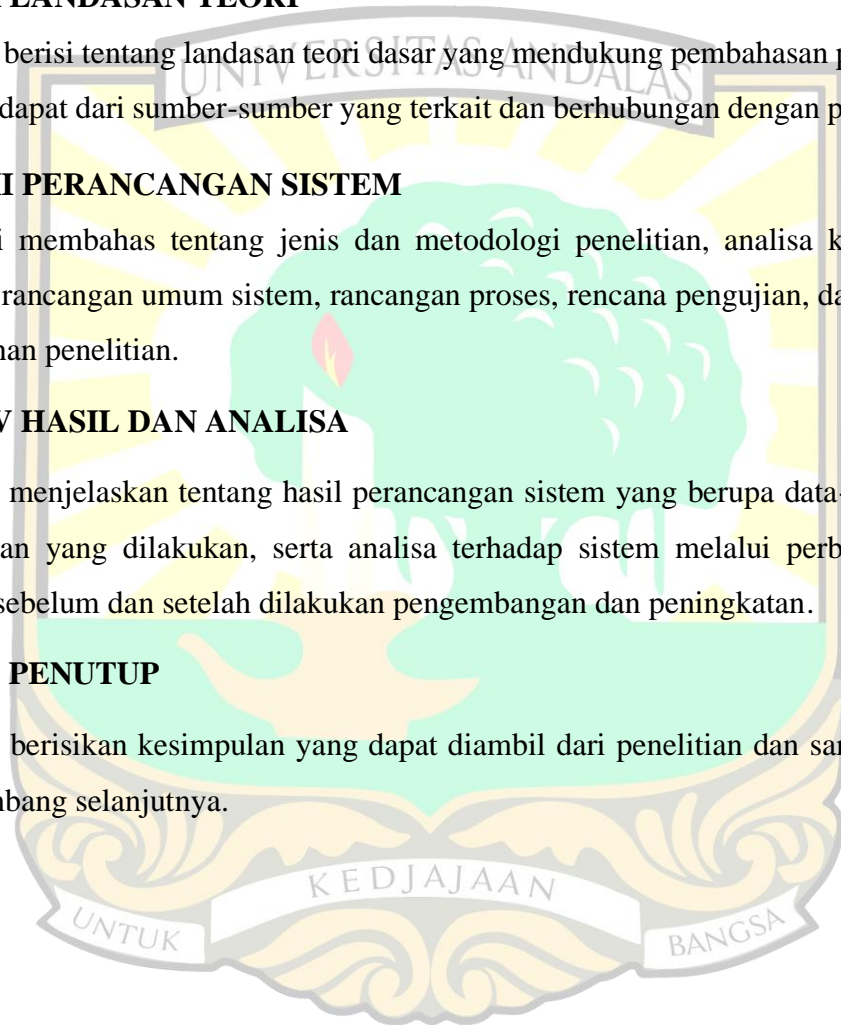 LANDASAN TEORI
berisi tentang landasan teori dasar yang mendukung pembahasan p
UNIVERSITAS ANDALAS
dapat dari sumber-sumber yang terkait dan berhubungan dengan p
II PERANCANGAN SISTEM
i membahas tentang jenis dan metodologi penelitian, analisa k
rancangan umum sistem, rancangan proses, rencana pengujian, da
an penelitian.
V HASIL DAN ANALISA
menjelaskan tentang hasil perancangan sistem yang berupa data-
an yang dilakukan, serta analisa terhadap sistem melalui perb
sebelum dan setelah dilakukan pengembangan dan peningkatan.
PENUTUP
berisikan kesimpulan yang dapat diambil dari penelitian dan sar
mbang selanjutnya.
UNTUK KEDJAJAAN BANGSA